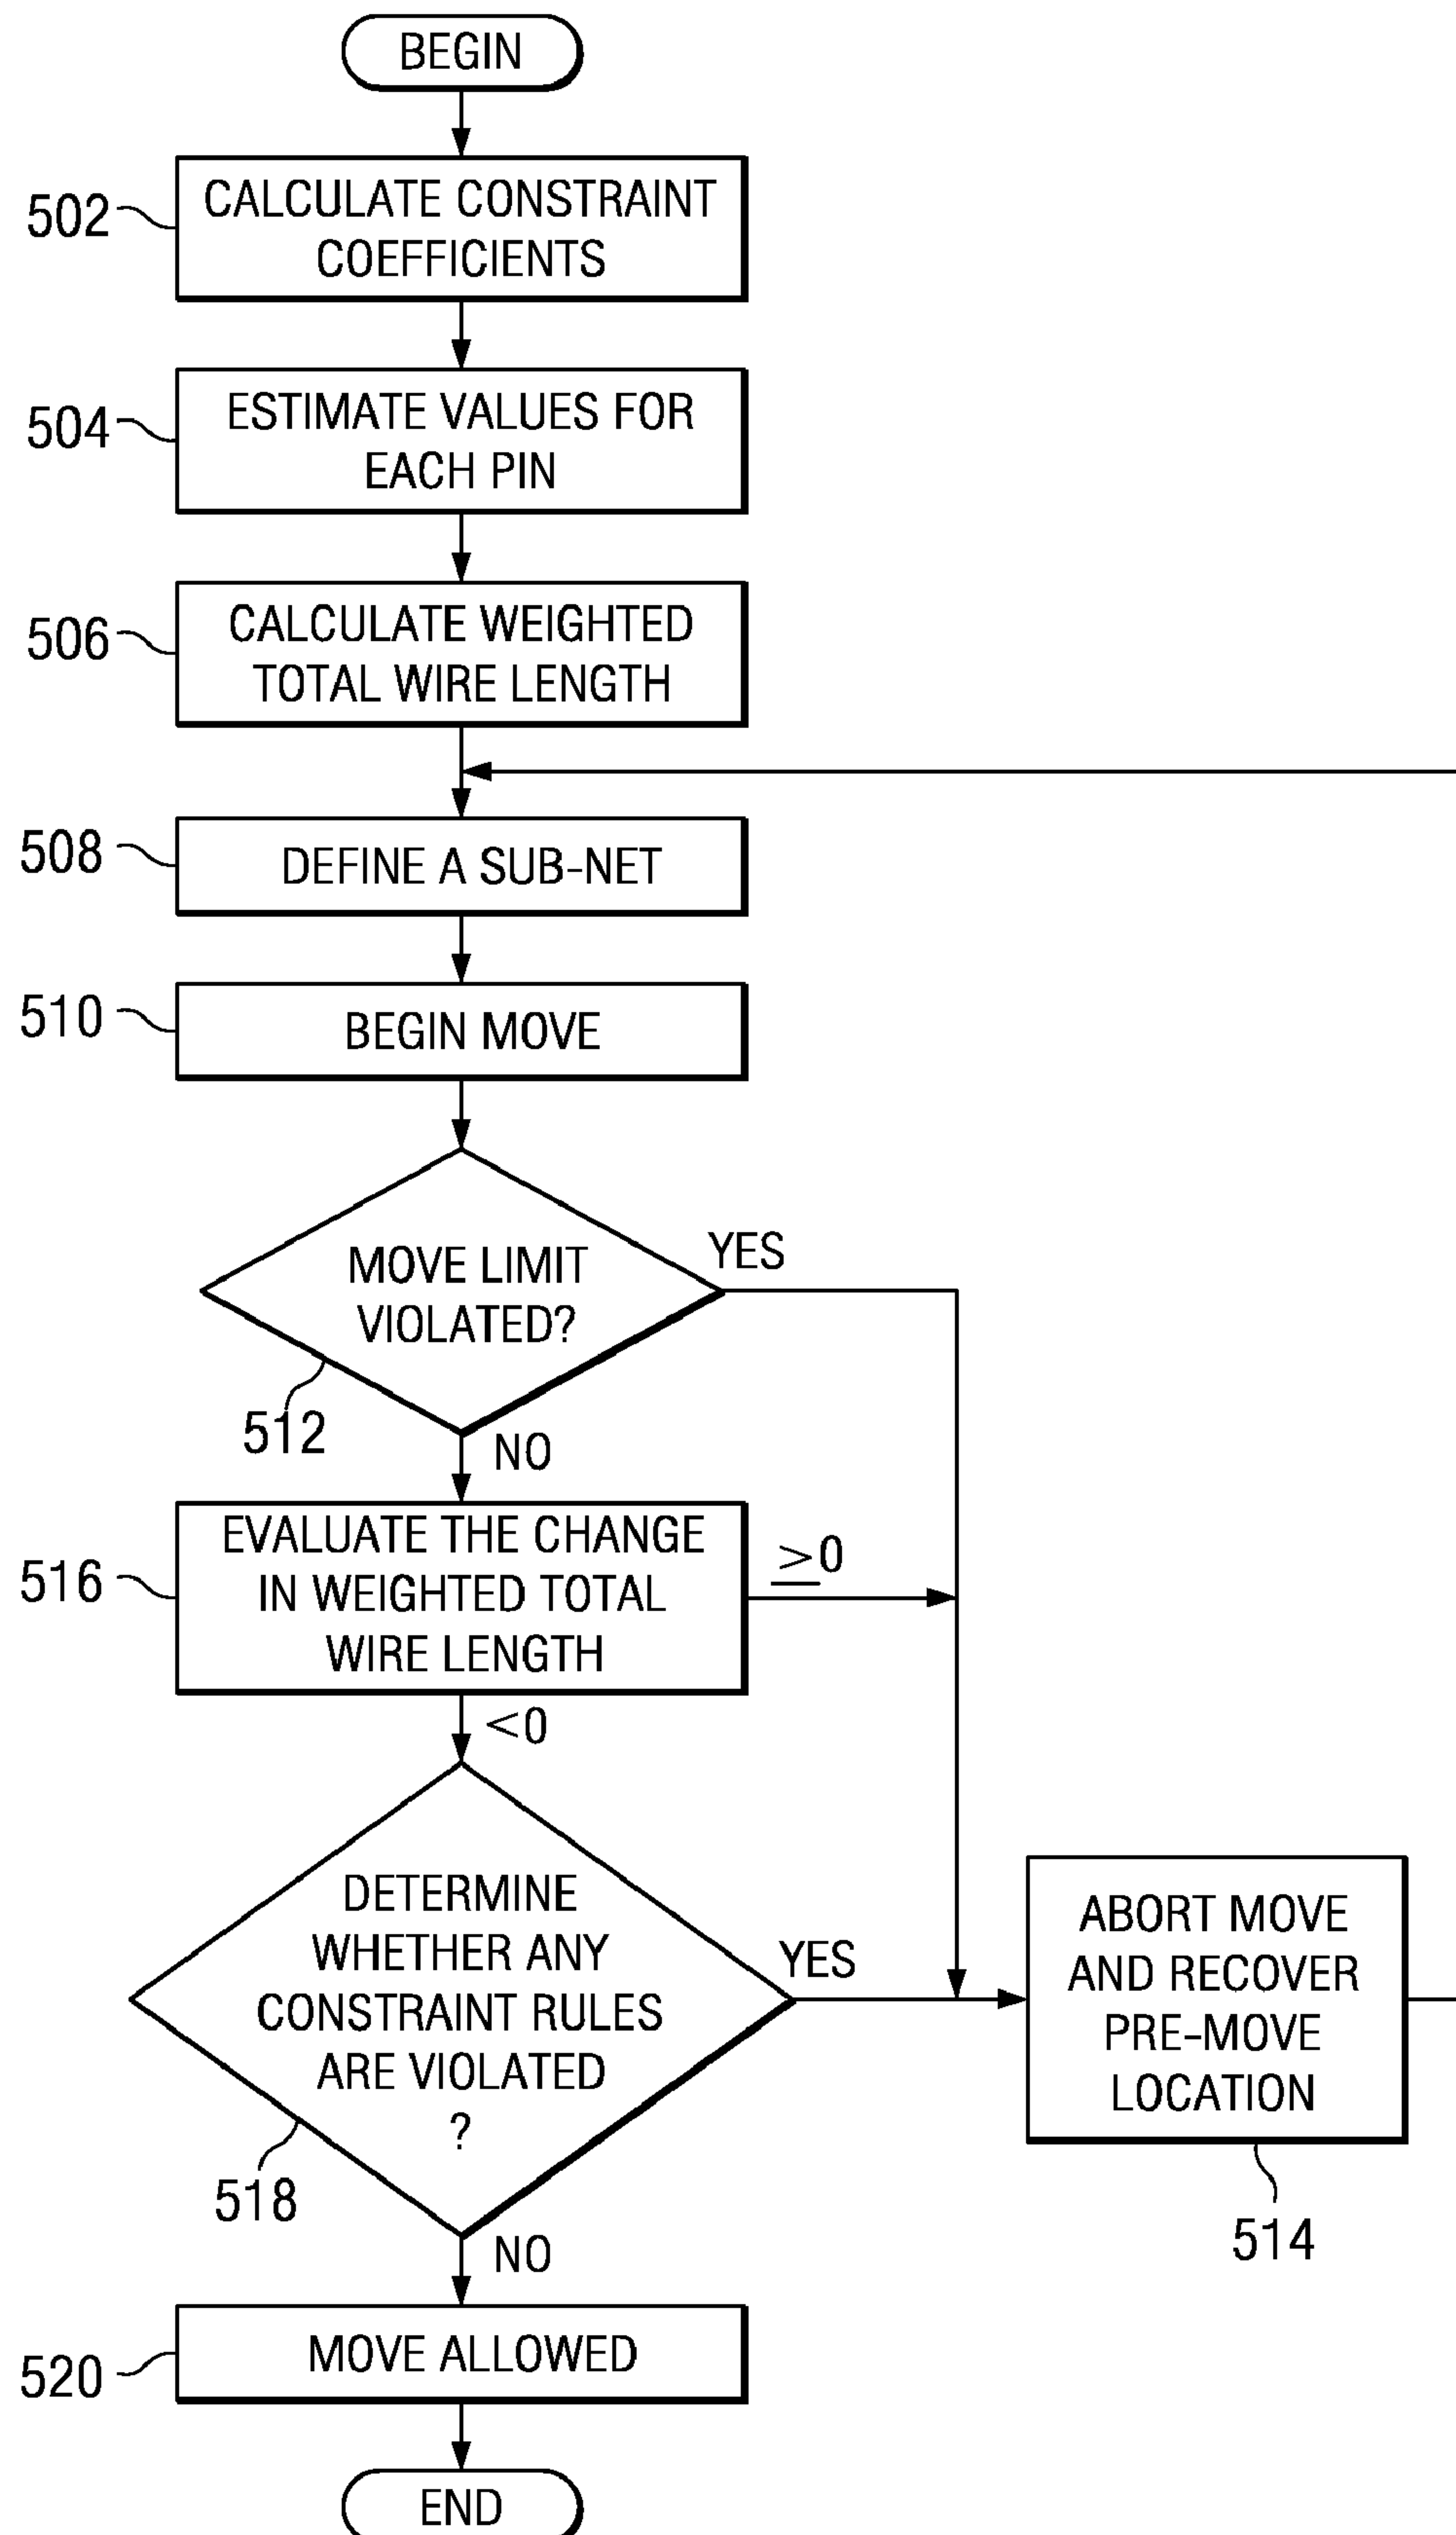 BEGIN
502
CALCULATE CONSTRAINT
COEFFICIENTS
504
ESTIMATE VALUES FOR
EACH PIN
506
CALCULATE WEIGHTED
TOTAL WIRE LENGTH
508
DEFINE A SUB-NET
510
BEGIN MOVE
MOVE LIMIT
VIOLATED?
YES
512
NO
516
EVALUATE THE CHANGE
IN WEIGHTED TOTAL
WIRE LENGTH
≥0
<0
DETERMINE
WHETHER ANY
CONSTRAINT RULES
ARE VIOLATED
?
YES
518
NO
ABORT MOVE
AND RECOVER
PRE-MOVE
LOCATION
514
520
MOVE ALLOWED
END